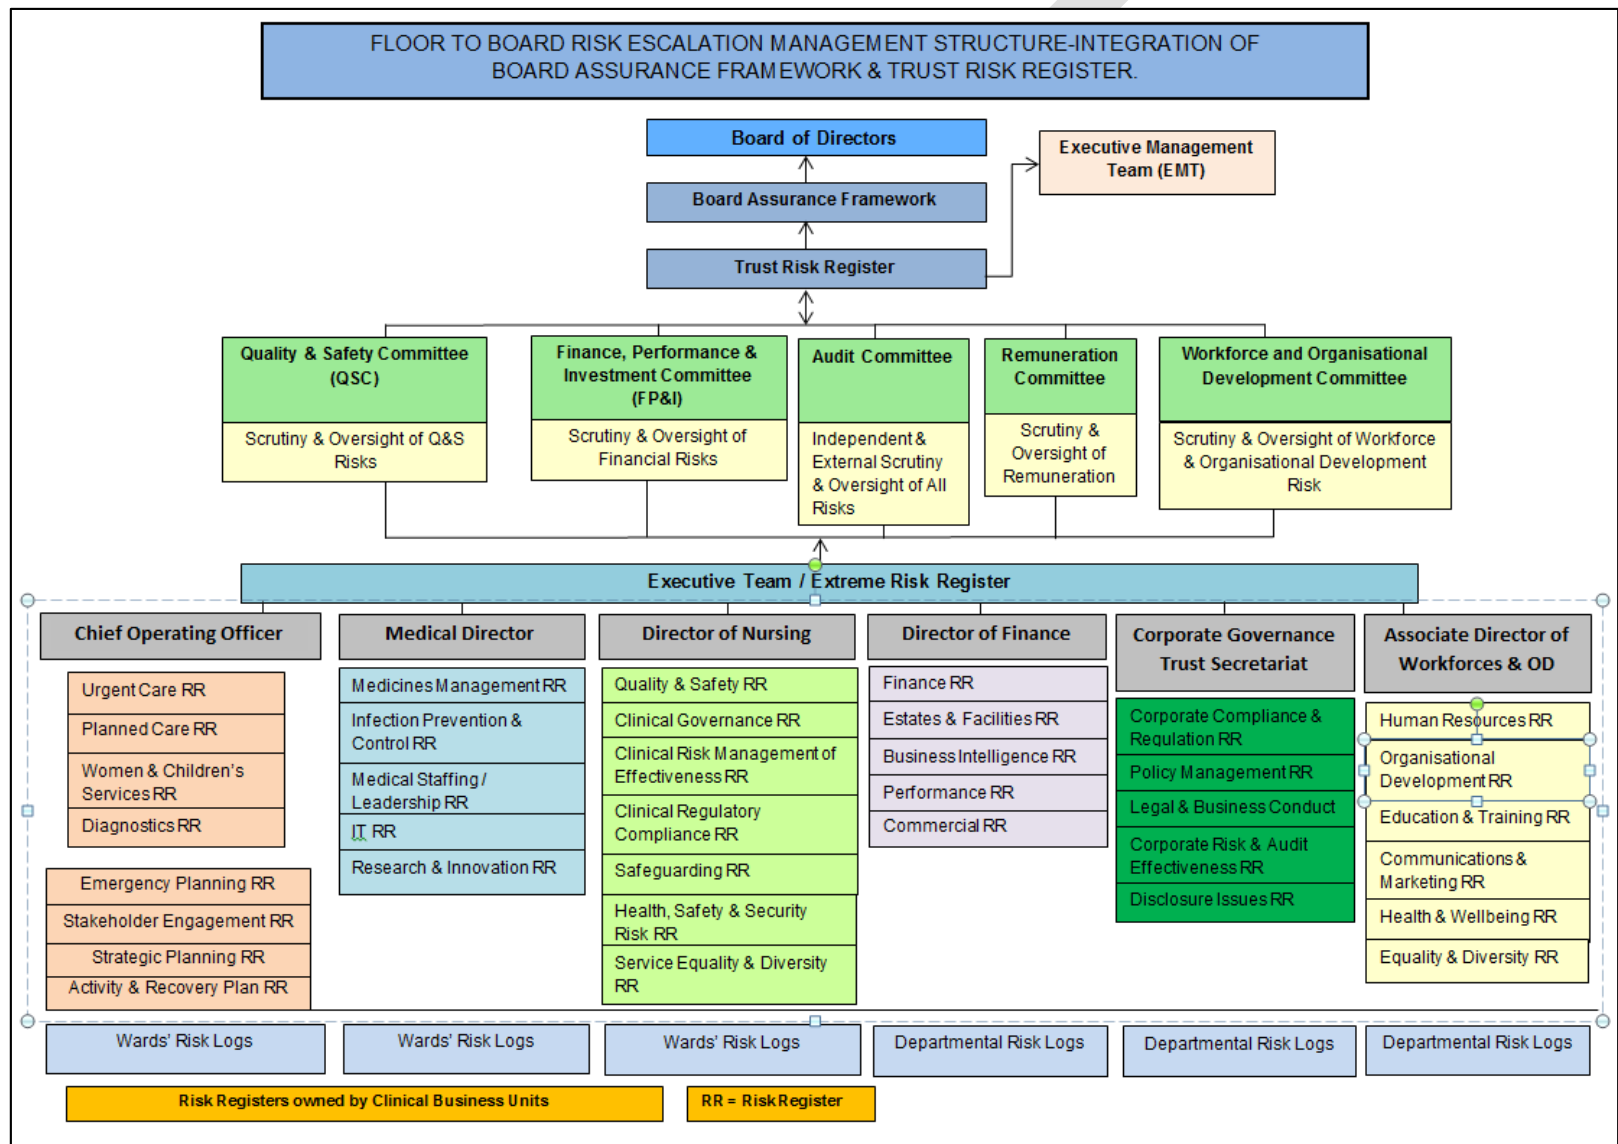 FLOOR TO BOARD RISK ESCALATION MANAGEMENT STRUCTURE-INTEGRATION OF
BOARD ASSURANCE FRAMEWORK & TRUST RISK REGISTER.
Board of Directors
Executive Management
Team (EMT)
Board Assurance Framework
Trust Risk Register
Quality & Safety Committee
(QSC)
Scrutiny & Oversight of Q&S
Risks
Finance, Performance &
Investment Committee
(FP&I)
Scrutiny & Oversight of
Financial Risks
Audit Committee
Independent &
External Scrutiny
& Oversight of All
Risks
Remuneration
Committee
Scrutiny &
Oversight of
Remuneration
Workforce and Organisational
Development Committee
Scrutiny & Oversight of Workforce
& Organisational Development
Risk
Executive Team / Extreme Risk Register
Chief Operating Officer
Urgent Care RR
Planned Care RR
Women & Children's
Services RR
Diagnostics RR
Emergency Planning RR
Stakeholder Engagement RR
Strategic Planning RR
Activity & Recovery Plan RR
Medical Director
Medicines Management RR
Infection Prevention &
Control RR
Medical Staffing /
Leadership RR
IT RR
Research & Innovation RR
Director of Nursing
Quality & Safety RR
Clinical Governance RR
Clinical Risk Management of
Effectiveness RR
Clinical Regulatory
Compliance RR
Safeguarding RR
Health, Safety & Security
Risk RR
Service Equality & Diversity
RR
Director of Finance
Finance RR
Estates & Facilities RR
Business Intelligence RR
Performance RR
Commercial RR
Corporate Governance
Trust Secretariat
Corporate Compliance &
Regulation RR
Policy Management RR
Legal & Business Conduct
Corporate Risk & Audit
Effectiveness RR
Disclosure Issues RR
Associate Director of
Workforces & OD
Human Resources RR
Organisational
Development RR
Education & Training RR
Communications &
Marketing RR
Health & Wellbeing RR
Equality & Diversity RR
Wards' Risk Logs
Wards' Risk Logs
Wards' Risk Logs
Departmental Risk Logs
Departmental Risk Logs
Departmental Risk Logs
Risk Registers owned by Clinical Business Units
RR = Risk Register